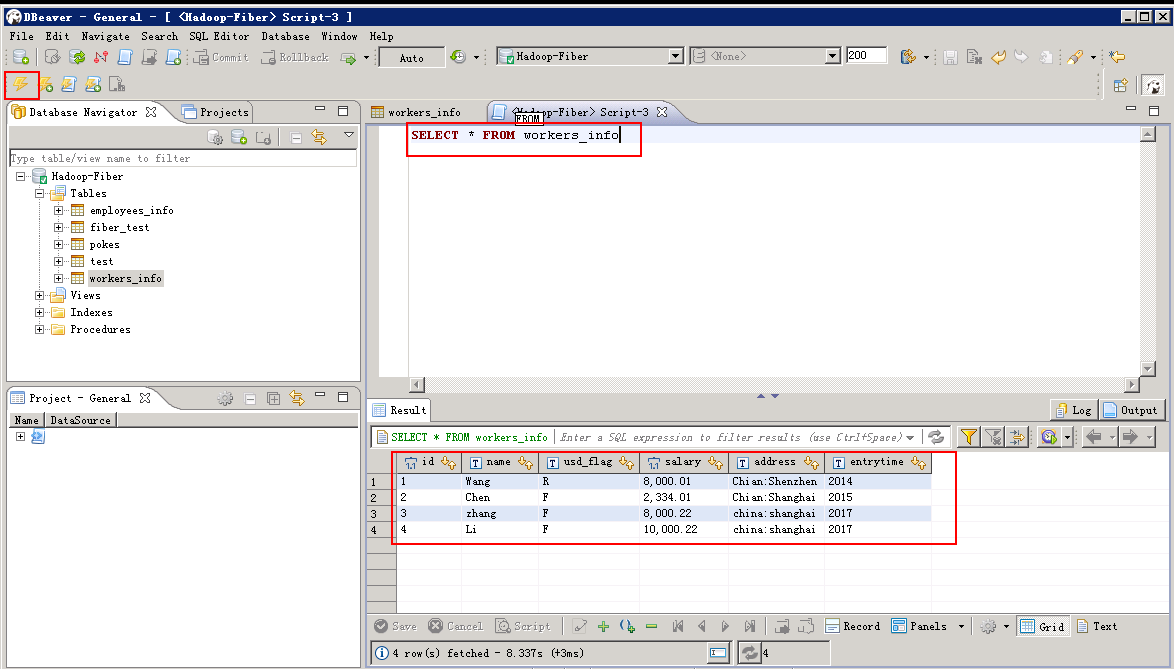 DBeaver - General - [ <Hadoop-Fiber> Script-3 ]
File Edit Navigate Search SQL Editor Database Window Help
Commit Rollback Auto Hadoop-Fiber <None> 200
Database Navigator Projects
Type table/view name to filter
Hadoop-Fiber
Tables
employees_info
fiber_test
pokes
test
workers_info
Views
Indexes
Procedures
Project - General
Name DataSource
workers_info <Hadoop-Fiber> Script-3
FROM
SELECT * FROM workers_info
Result Log Output
SELECT * FROM workers_info Enter a SQL expression to filter results (use Ctrl+Space)
id name usd_flag salary address entrytime
1 1 Wang R 8,000.01 Chian:Shenzhen 2014
2 2 Chen F 2,334.01 Chian:Shanghai 2015
3 3 zhang F 8,000.22 china:shanghai 2017
4 4 Li F 10,000.22 china:shanghai 2017
Save Cancel Script Record Panels Grid Text
4 row(s) fetched - 8.337s (+3ms) 4